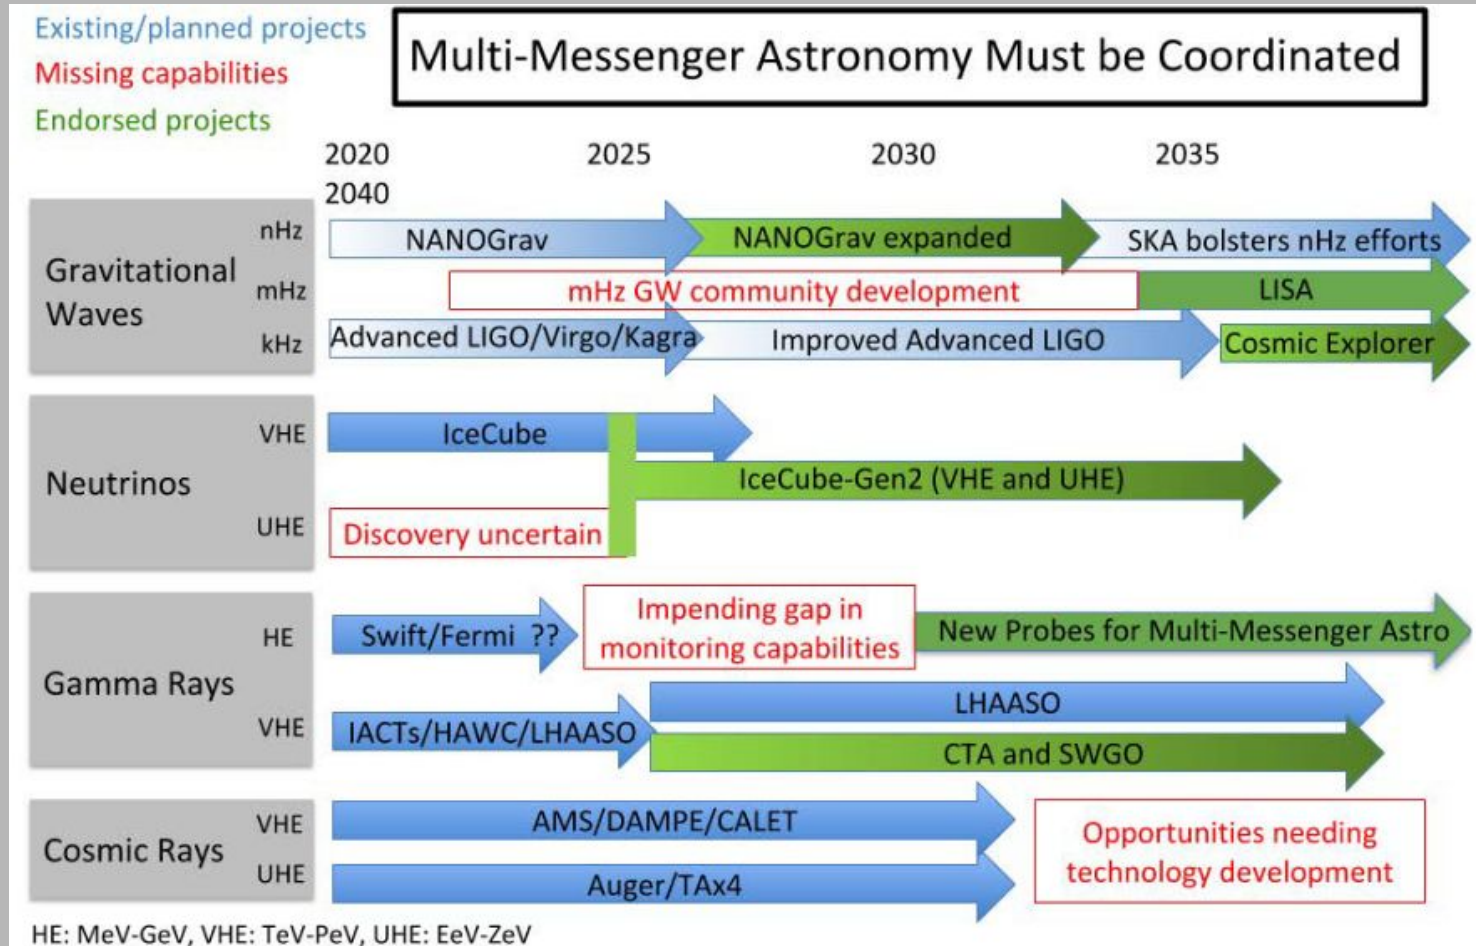 Existing/planned projects
Missing capabilities
Endorsed projects
Multi-Messenger Astronomy Must be Coordinated
2020 2025 2030 2035
2040
Gravitational
Waves
nHz
mHz
kHz
NANOGrav
NANOGrav expanded
SKA bolsters nHz efforts
mHz GW community development
LISA
Advanced LIGO/Virgo/Kagra
Improved Advanced LIGO
Cosmic Explorer
Neutrinos
VHE
UHE
IceCube
IceCube-Gen2 (VHE and UHE)
Discovery uncertain
Gamma Rays
HE
VHE
Swift/Fermi ??
Impending gap in
monitoring capabilities
New Probes for Multi-Messenger Astro
IACTs/HAWC/LHAASO
LHAASO
CTA and SWGO
Cosmic Rays
VHE
UHE
AMS/DAMPE/CALET
Auger/TAx4
Opportunities needing
technology development
HE: MeV-GeV, VHE: TeV-PeV, UHE: EeV-ZeV